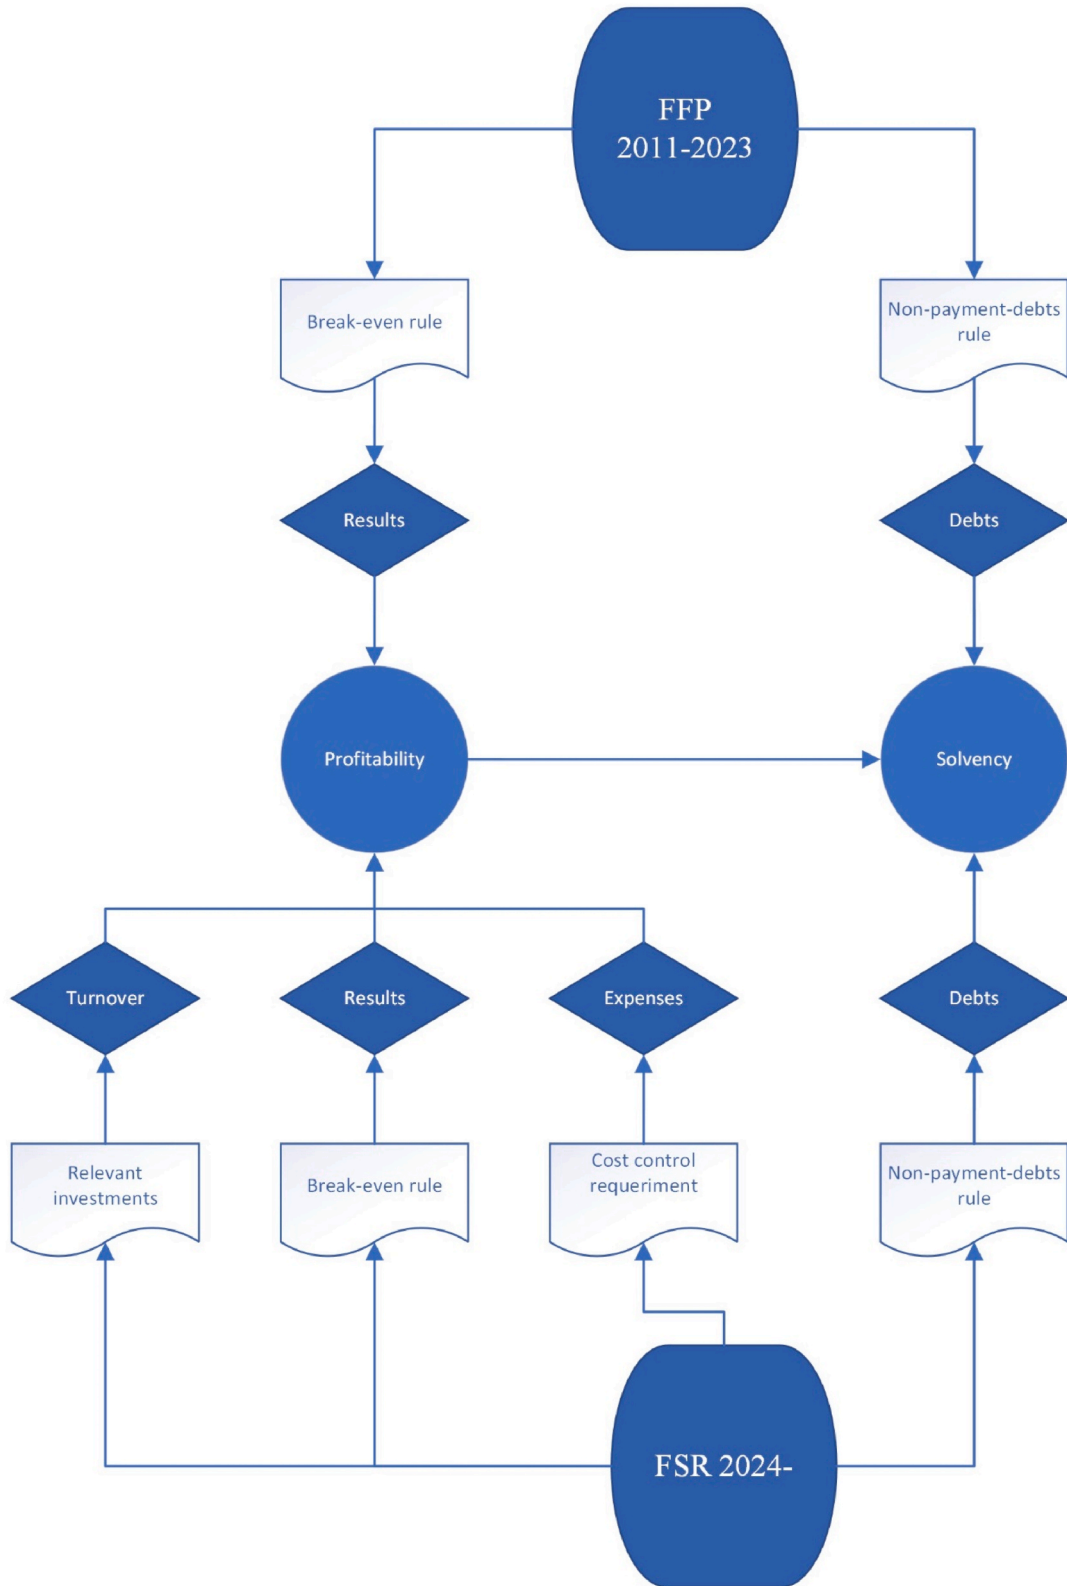 FFP
2011-2023
Break-even rule
Non-payment-debts
rule
Results
Debts
Profitability
Solvency
Turnover
Results
Expenses
Debts
Relevant
investments
Break-even rule
Cost control
requeriment
Non-payment-debts
rule
FSR 2024-